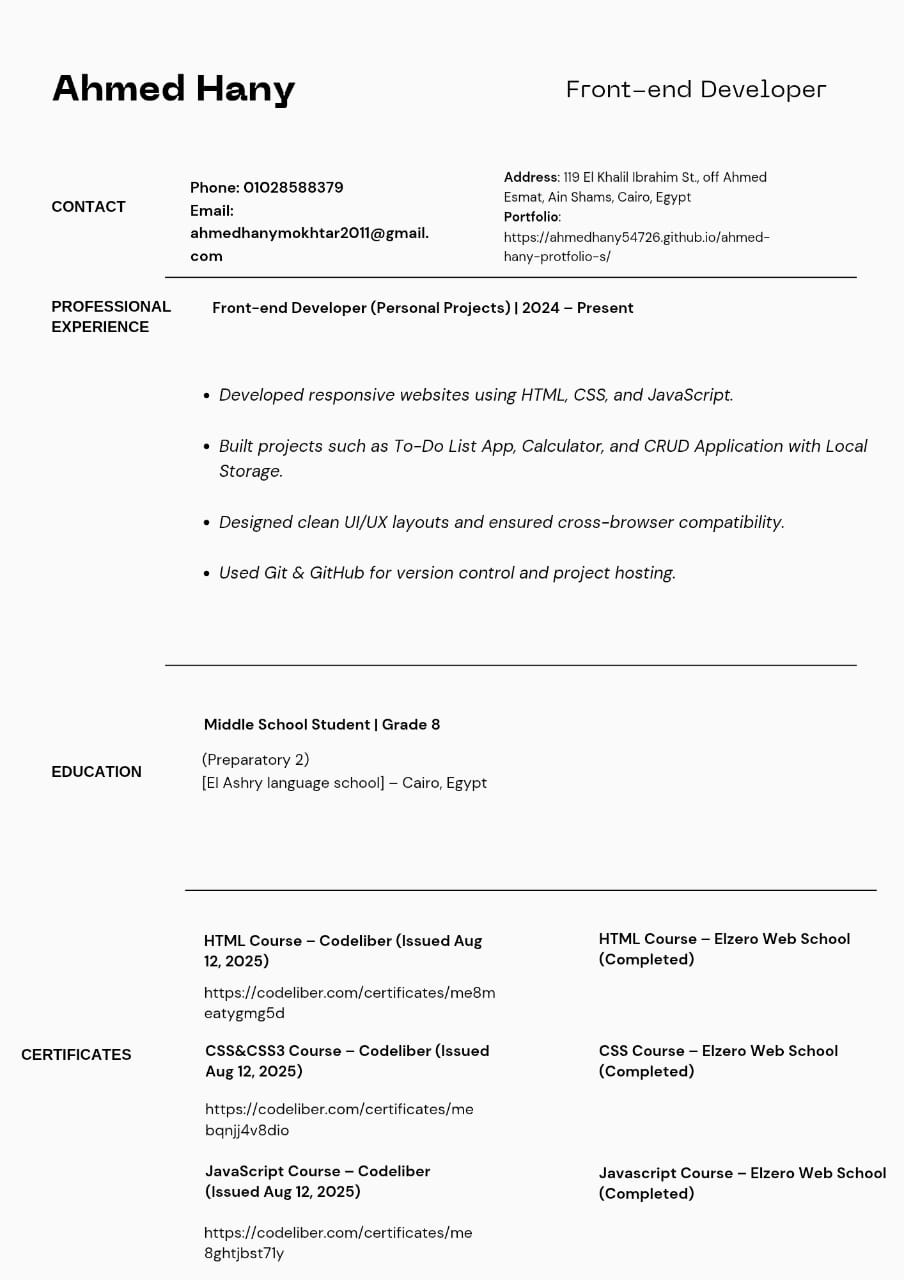 Ahmed Hany
Front-end Developer
CONTACT
Phone: 01028588379
Email:
ahmedhanymokhtar2011@gmail.
com
Address: 119 El Khalil Ibrahim St., off Ahmed
Esmat, Ain Shams, Cairo, Egypt
Portfolio:
https://ahmedhany54726.github.io/ahmed-
hany-protfolio-s/
PROFESSIONAL
EXPERIENCE
Front-end Developer (Personal Projects) | 2024 – Present
• Developed responsive websites using HTML, CSS, and JavaScript.
• Built projects such as To-Do List App, Calculator, and CRUD Application with Local
Storage.
• Designed clean UI/UX layouts and ensured cross-browser compatibility.
• Used Git & GitHub for version control and project hosting.
EDUCATION
Middle School Student | Grade 8
(Preparatory 2)
[El Ashry language school] – Cairo, Egypt
CERTIFICATES
HTML Course – Codeliber (Issued Aug
12, 2025)
https://codeliber.com/certificates/me8m
eatygmg5d
HTML Course – Elzero Web School
(Completed)
CSS&CSS3 Course – Codeliber (Issued
Aug 12, 2025)
https://codeliber.com/certificates/me
bqnjj4v8dio
CSS Course – Elzero Web School
(Completed)
JavaScript Course – Codeliber
(Issued Aug 12, 2025)
https://codeliber.com/certificates/me
8ghtjbst71y
Javascript Course – Elzero Web School
(Completed)